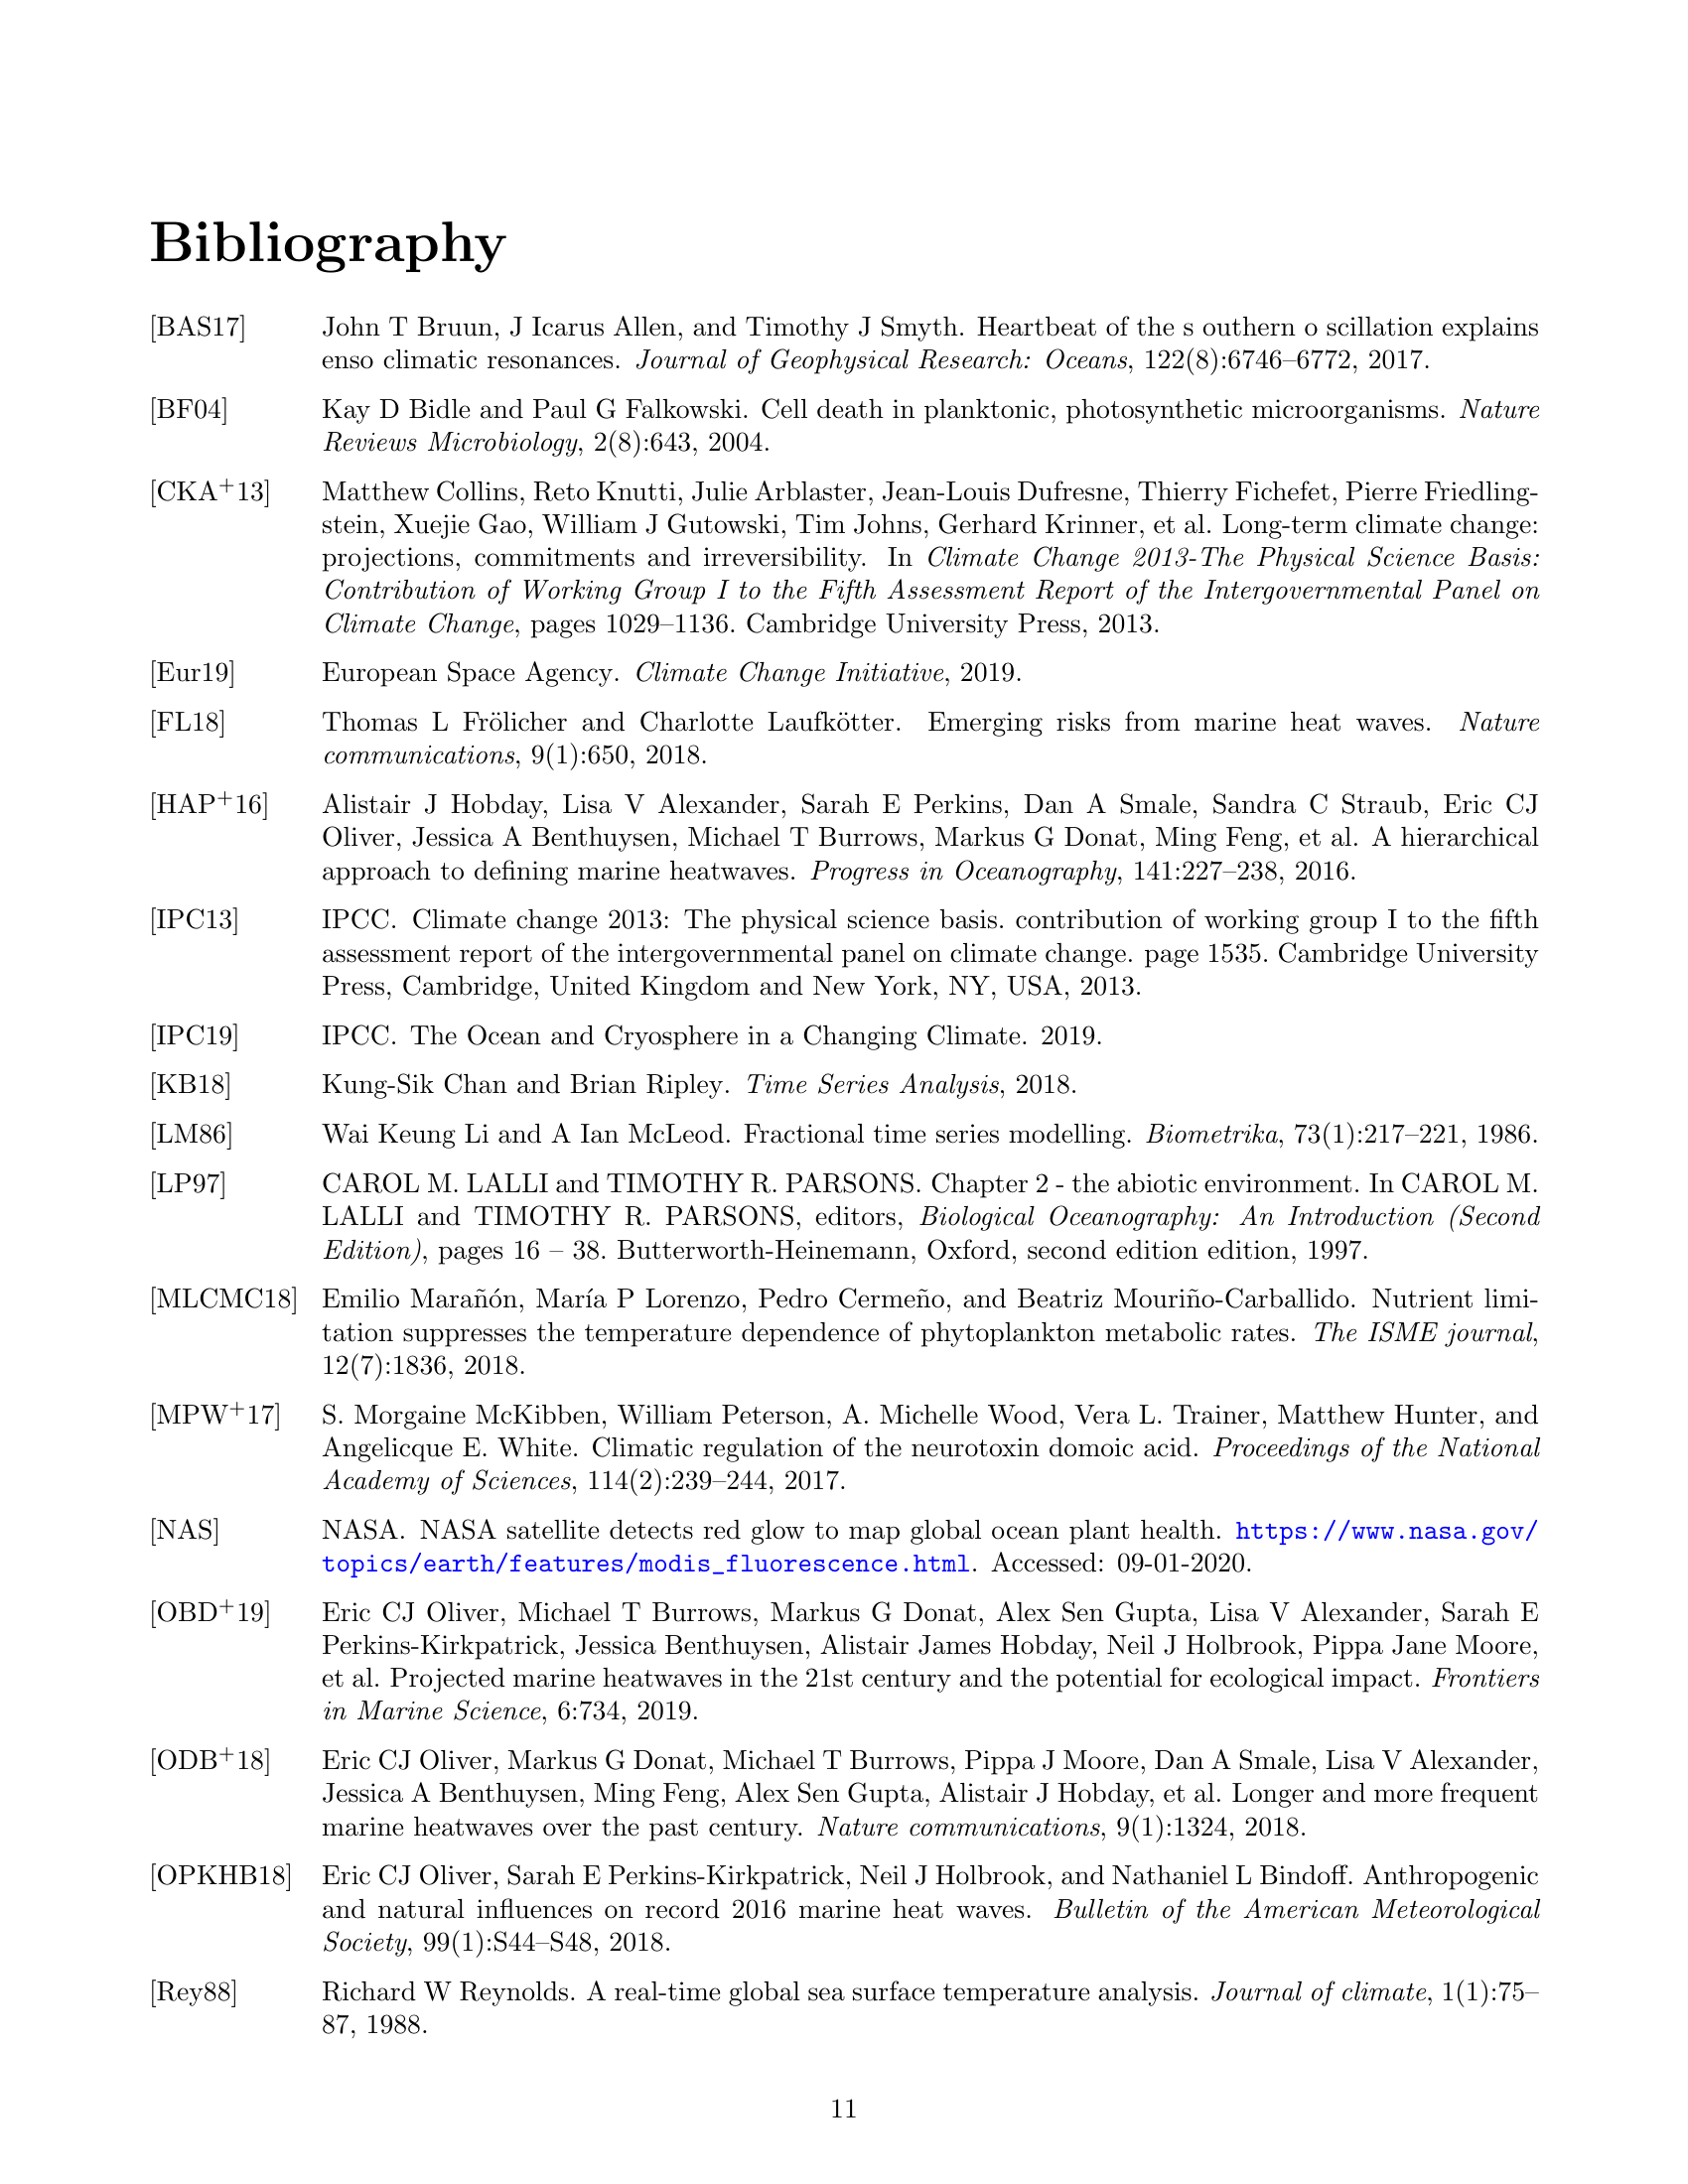 Bibliography
[BAS17] John T Bruun, J Icarus Allen, and Timothy J Smyth. Heartbeat of the s outhern o scillation explains
enso climatic resonances. Journal of Geophysical Research: Oceans, 122(8):6746–6772, 2017.
[BF04] Kay D Bidle and Paul G Falkowski. Cell death in planktonic, photosynthetic microorganisms. Nature
Reviews Microbiology, 2(8):643, 2004.
[CKA+13] Matthew Collins, Reto Knutti, Julie Arblaster, Jean-Louis Dufresne, Thierry Fichefet, Pierre Friedling-
stein, Xuejie Gao, William J Gutowski, Tim Johns, Gerhard Krinner, et al. Long-term climate change:
projections, commitments and irreversibility. In Climate Change 2013-The Physical Science Basis:
Contribution of Working Group I to the Fifth Assessment Report of the Intergovernmental Panel on
Climate Change, pages 1029–1136. Cambridge University Press, 2013.
[Eur19] European Space Agency. Climate Change Initiative, 2019.
[FL18] Thomas L Frölicher and Charlotte Laufkötter. Emerging risks from marine heat waves. Nature
communications, 9(1):650, 2018.
[HAP+16] Alistair J Hobday, Lisa V Alexander, Sarah E Perkins, Dan A Smale, Sandra C Straub, Eric CJ
Oliver, Jessica A Benthuysen, Michael T Burrows, Markus G Donat, Ming Feng, et al. A hierarchical
approach to defining marine heatwaves. Progress in Oceanography, 141:227–238, 2016.
[IPC13] IPCC. Climate change 2013: The physical science basis. contribution of working group I to the fifth
assessment report of the intergovernmental panel on climate change. page 1535. Cambridge University
Press, Cambridge, United Kingdom and New York, NY, USA, 2013.
[IPC19] IPCC. The Ocean and Cryosphere in a Changing Climate. 2019.
[KB18] Kung-Sik Chan and Brian Ripley. Time Series Analysis, 2018.
[LM86] Wai Keung Li and A Ian McLeod. Fractional time series modelling. Biometrika, 73(1):217–221, 1986.
[LP97] CAROL M. LALLI and TIMOTHY R. PARSONS. Chapter 2 - the abiotic environment. In CAROL M.
LALLI and TIMOTHY R. PARSONS, editors, Biological Oceanography: An Introduction (Second
Edition), pages 16 – 38. Butterworth-Heinemann, Oxford, second edition edition, 1997.
[MLCMC18] Emilio Marañón, María P Lorenzo, Pedro Cermeño, and Beatriz Mouriño-Carballido. Nutrient limi-
tation suppresses the temperature dependence of phytoplankton metabolic rates. The ISME journal,
12(7):1836, 2018.
[MPW+17] S. Morgaine McKibben, William Peterson, A. Michelle Wood, Vera L. Trainer, Matthew Hunter, and
Angelicque E. White. Climatic regulation of the neurotoxin domoic acid. Proceedings of the National
Academy of Sciences, 114(2):239–244, 2017.
[NAS] NASA. NASA satellite detects red glow to map global ocean plant health. https://www.nasa.gov/
topics/earth/features/modis_fluorescence.html. Accessed: 09-01-2020.
[OBD+19] Eric CJ Oliver, Michael T Burrows, Markus G Donat, Alex Sen Gupta, Lisa V Alexander, Sarah E
Perkins-Kirkpatrick, Jessica Benthuysen, Alistair James Hobday, Neil J Holbrook, Pippa Jane Moore,
et al. Projected marine heatwaves in the 21st century and the potential for ecological impact. Frontiers
in Marine Science, 6:734, 2019.
[ODB+18] Eric CJ Oliver, Markus G Donat, Michael T Burrows, Pippa J Moore, Dan A Smale, Lisa V Alexander,
Jessica A Benthuysen, Ming Feng, Alex Sen Gupta, Alistair J Hobday, et al. Longer and more frequent
marine heatwaves over the past century. Nature communications, 9(1):1324, 2018.
[OPKHB18] Eric CJ Oliver, Sarah E Perkins-Kirkpatrick, Neil J Holbrook, and Nathaniel L Bindoff. Anthropogenic
and natural influences on record 2016 marine heat waves. Bulletin of the American Meteorological
Society, 99(1):S44–S48, 2018.
[Rey88] Richard W Reynolds. A real-time global sea surface temperature analysis. Journal of climate, 1(1):75–
87, 1988.
11